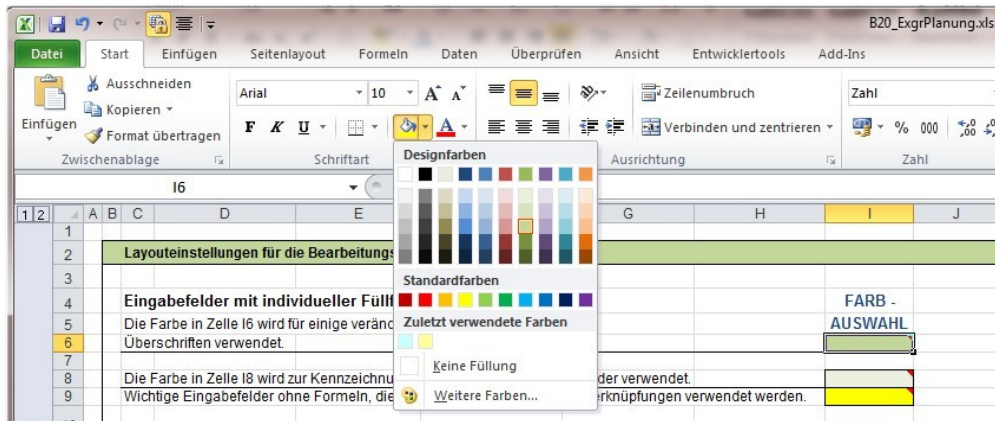 B20_ExgrPlanung.xls
Datei Start Einfügen Seitenlayout Formeln Daten Überprüfen Ansicht Entwicklertools Add-Ins
Einfügen
Ausschneiden
Kopieren
Format übertragen
Zwischenablage
Arial 10 A A
F K U A
Schriftart
Zeilenumbruch
Verbinden und zentrieren
Ausrichtung
Zahl
% 000
Zahl
I6
Designfarben
Standardfarben
Zuletzt verwendete Farben
Keine Füllung
Weitere Farben...
1 2 A B C D E G H I J
1
2 Layouteinstellungen für die Bearbeitungs
3
4 Eingabefelder mit individueller Füllf FARB -
5 Die Farbe in Zelle I6 wird für einige veränd AUSWAHL
6 Überschriften verwendet.
7
8 Die Farbe in Zelle I8 wird zur Kennzeichnu der verwendet.
9 Wichtige Eingabefelder ohne Formeln, die rknüpfungen verwendet werden.